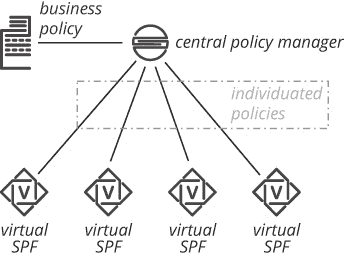 business
policy
central policy manager
individuated
policies
V V V V
virtual virtual virtual virtual
SPF SPF SPF SPF